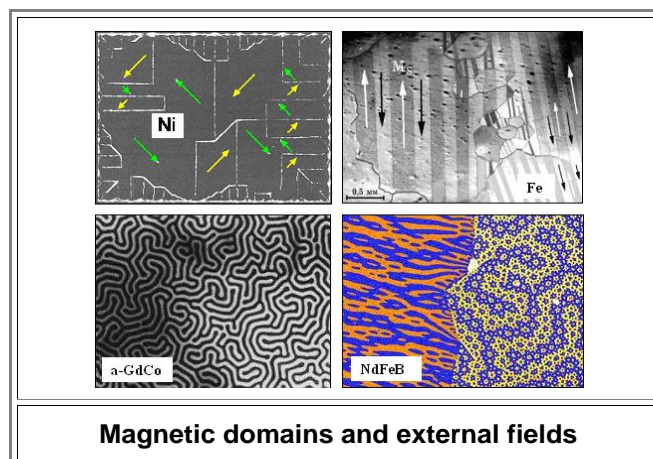 Ni
M
0,5 мм
Fe
a-GdCo
NdFeB
Magnetic domains and external fields